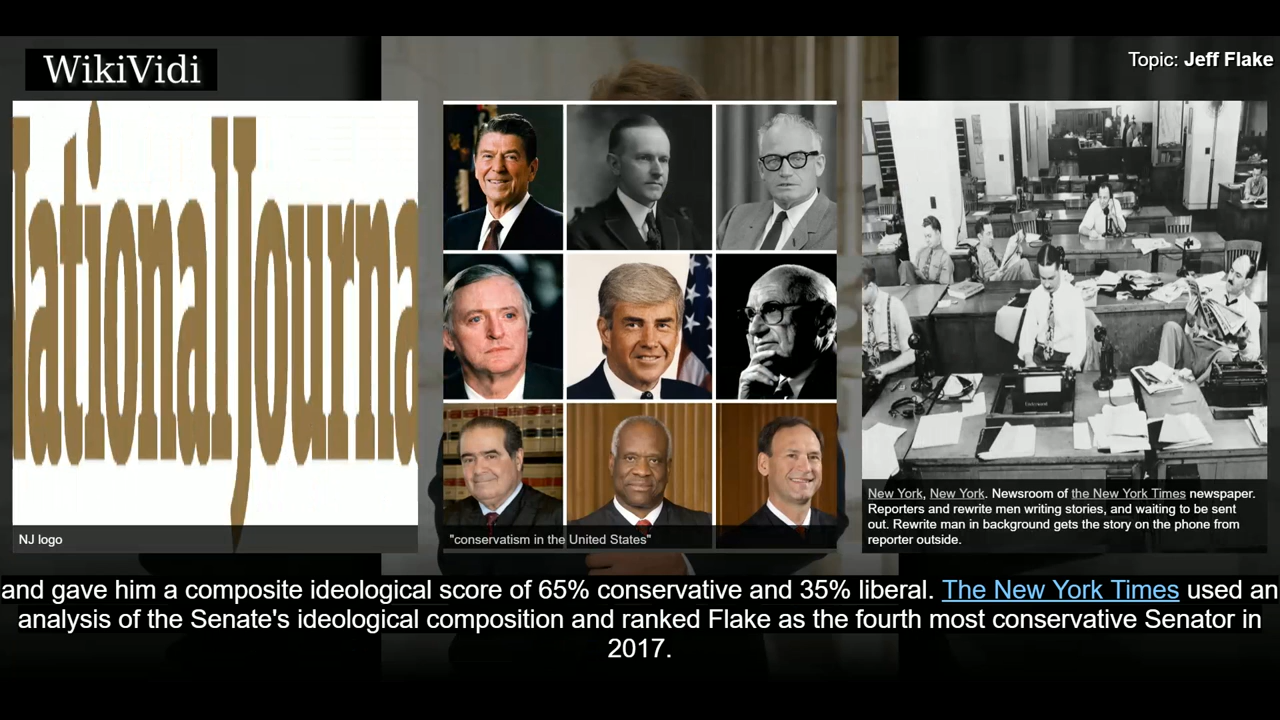 WikiVidi
Topic: Jeff Flake
National Journa
NJ logo
"conservatism in the United States"
New York, New York. Newsroom of the New York Times newspaper.
Reporters and rewrite men writing stories, and waiting to be sent
out. Rewrite man in background gets the story on the phone from
reporter outside.
and gave him a composite ideological score of 65% conservative and 35% liberal. The New York Times used an
analysis of the Senate's ideological composition and ranked Flake as the fourth most conservative Senator in
2017.